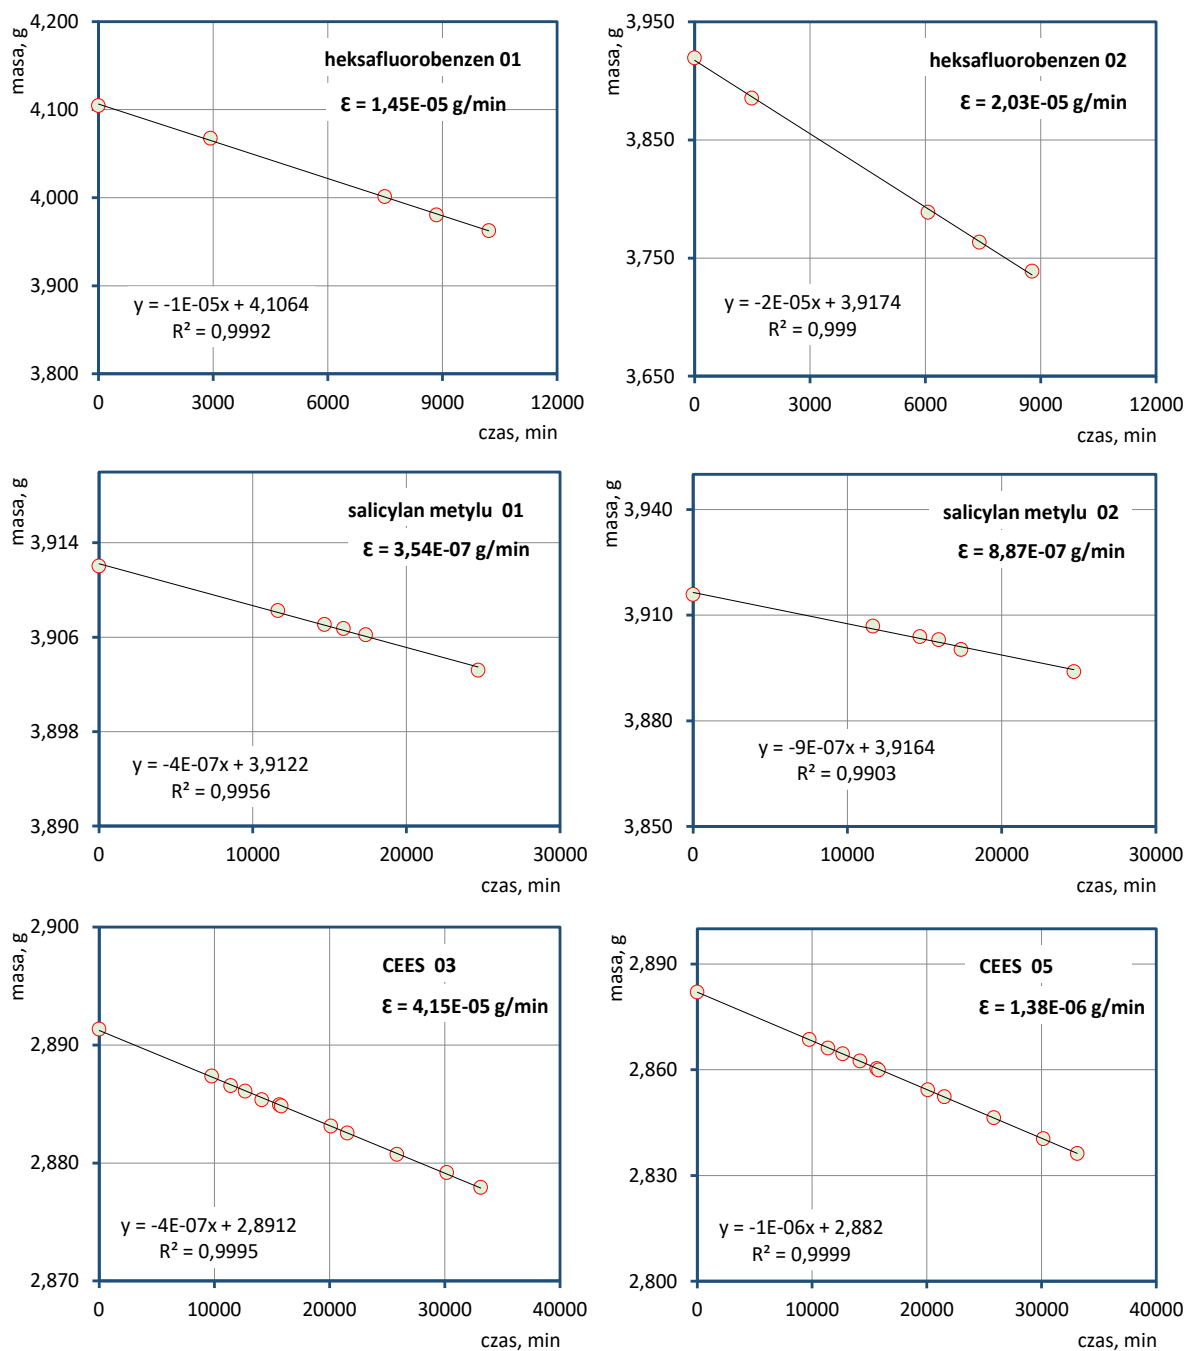 4,200
4,100
4,000
3,900
3,800
masa, g
heksafluorobenzen 01
Ɛ = 1,45E-05 g/min
y = -1E-05x + 4,1064
R² = 0,9992
0 3000 6000 9000 12000
czas, min
3,950
3,850
3,750
3,650
masa, g
heksafluorobenzen 02
Ɛ = 2,03E-05 g/min
y = -2E-05x + 3,9174
R² = 0,999
0 3000 6000 9000 12000
czas, min
masa, g
3,914
3,906
3,898
3,890
salicylan metylu 01
Ɛ = 3,54E-07 g/min
y = -4E-07x + 3,9122
R² = 0,9956
0 10000 20000 30000
czas, min
masa, g
3,940
3,910
3,880
3,850
salicylan metylu 02
Ɛ = 8,87E-07 g/min
y = -9E-07x + 3,9164
R² = 0,9903
0 10000 20000 30000
czas, min
2,900
2,890
2,880
2,870
masa, g
CEES 03
Ɛ = 4,15E-05 g/min
y = -4E-07x + 2,8912
R² = 0,9995
0 10000 20000 30000 40000
czas, min
masa, g
2,890
2,860
2,830
2,800
CEES 05
Ɛ = 1,38E-06 g/min
y = -1E-06x + 2,882
R² = 0,9999
0 10000 20000 30000 40000
czas, min